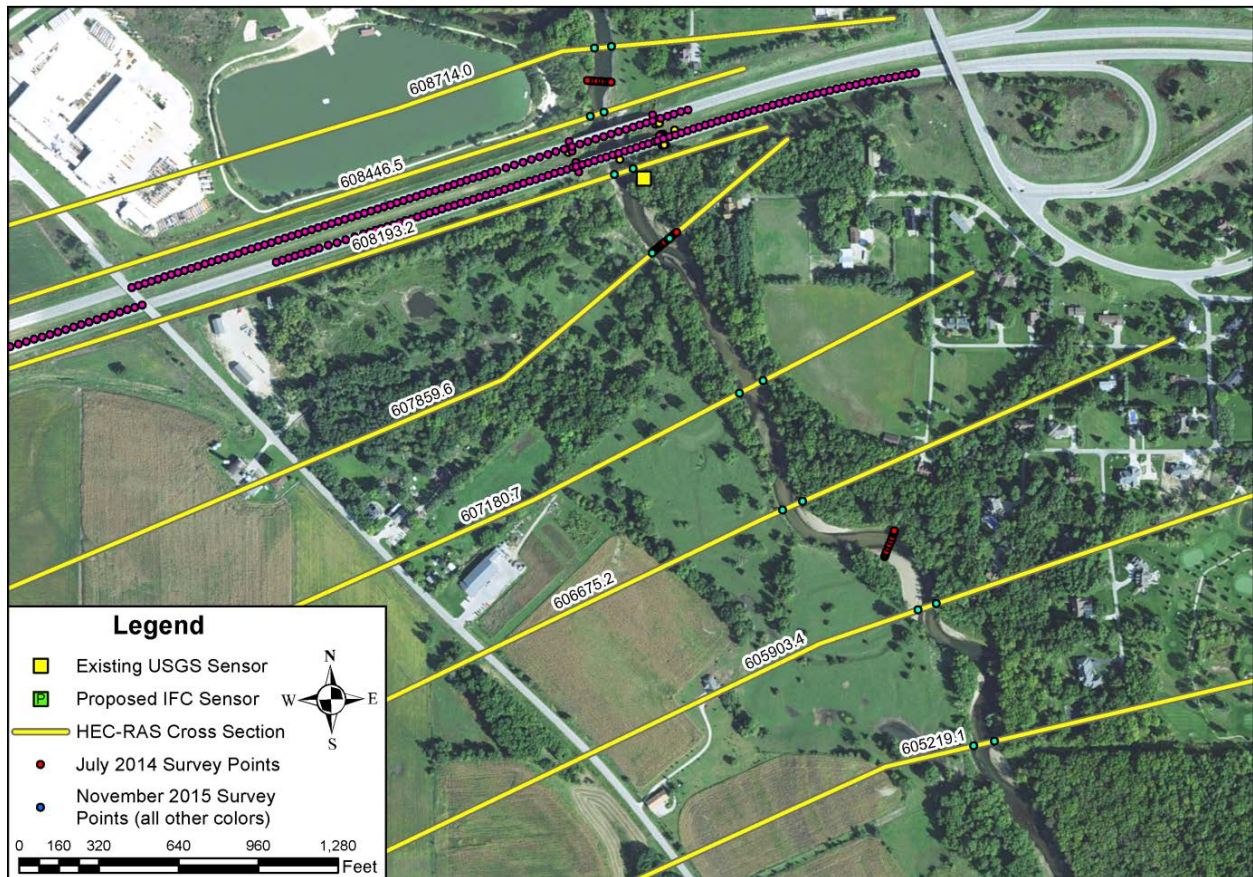 608714.0
608446.5
608193.2
607859.6
607180.7
606675.2
605903.4
605219.1
Legend
Existing USGS Sensor
P Proposed IFC Sensor
HEC-RAS Cross Section
July 2014 Survey Points
November 2015 Survey
Points (all other colors)
N
W E
S
0 160 320 640 960 1,280
Feet